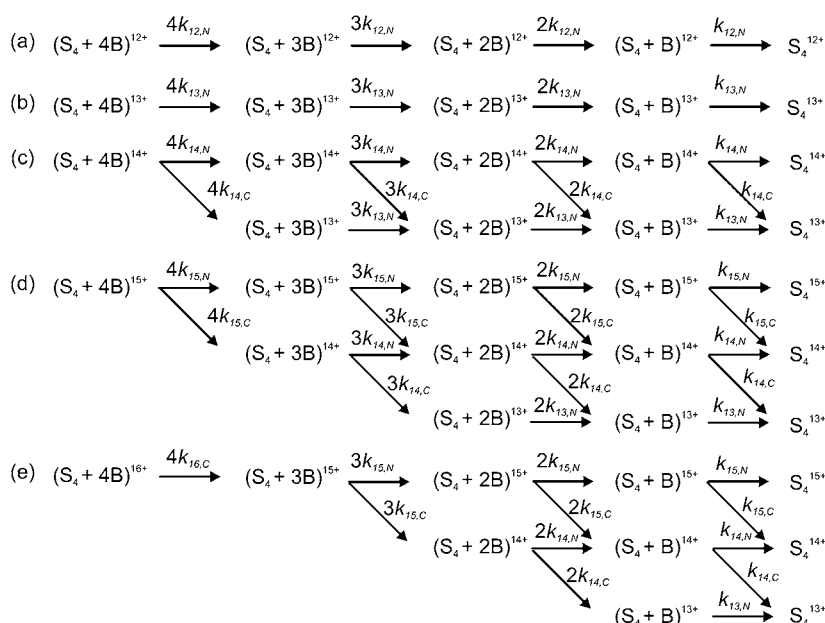 4k₁₂,N 3k₁₂,N 2k₁₂,N k₁₂,N
(a) (S₄ + 4B)¹²⁺ (S₄ + 3B)¹²⁺ (S₄ + 2B)¹²⁺ (S₄ + B)¹²⁺ S₄¹²⁺
4k₁₃,N 3k₁₃,N 2k₁₃,N k₁₃,N
(b) (S₄ + 4B)¹³⁺ (S₄ + 3B)¹³⁺ (S₄ + 2B)¹³⁺ (S₄ + B)¹³⁺ S₄¹³⁺
4k₁₄,N 3k₁₄,N 2k₁₄,N k₁₄,N
(c) (S₄ + 4B)¹⁴⁺ (S₄ + 3B)¹⁴⁺ (S₄ + 2B)¹⁴⁺ (S₄ + B)¹⁴⁺ S₄¹⁴⁺
4k₁₄,C 3k₁₄,C 2k₁₄,C k₁₄,C
3k₁₃,N 2k₁₃,N k₁₃,N
(S₄ + 3B)¹³⁺ (S₄ + 2B)¹³⁺ (S₄ + B)¹³⁺ S₄¹³⁺
4k₁₅,N 3k₁₅,N 2k₁₅,N k₁₅,N
(d) (S₄ + 4B)¹⁵⁺ (S₄ + 3B)¹⁵⁺ (S₄ + 2B)¹⁵⁺ (S₄ + B)¹⁵⁺ S₄¹⁵⁺
4k₁₅,C 3k₁₅,C 2k₁₅,C k₁₅,C
3k₁₄,N 2k₁₄,N
(S₄ + 3B)¹⁴⁺ (S₄ + 2B)¹⁴⁺ (S₄ + B)¹⁴⁺ S₄¹⁴⁺
3k₁₄,C 2k₁₄,C k₁₄,C
2k₁₃,N k₁₃,N
(S₄ + 2B)¹³⁺ (S₄ + B)¹³⁺ S₄¹³⁺
4k₁₆,C 3k₁₅,N 2k₁₅,N k₁₅,N
(e) (S₄ + 4B)¹⁶⁺ (S₄ + 3B)¹⁵⁺ (S₄ + 2B)¹⁵⁺ (S₄ + B)¹⁵⁺ S₄¹⁵⁺
3k₁₅,C 2k₁₅,C k₁₅,C
2k₁₄,N k₁₄,N
(S₄ + 2B)¹⁴⁺ (S₄ + B)¹⁴⁺ S₄¹⁴⁺
2k₁₄,C k₁₄,C
k₁₃,N
(S₄ + B)¹³⁺ S₄¹³⁺